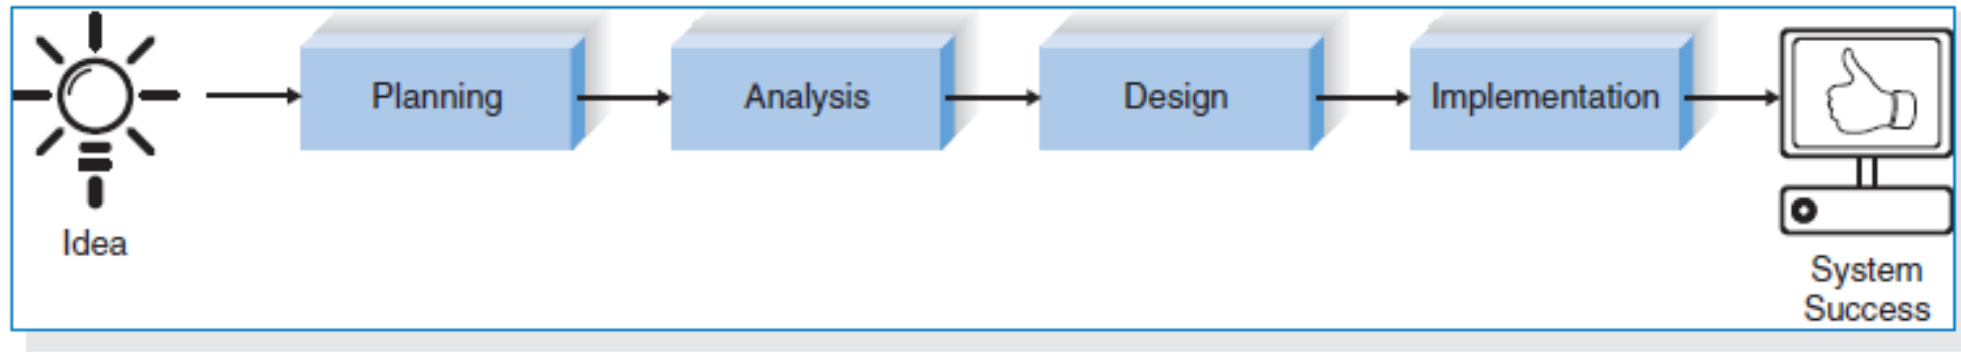 Planning
Analysis
Design
Implementation
Idea
System
Success